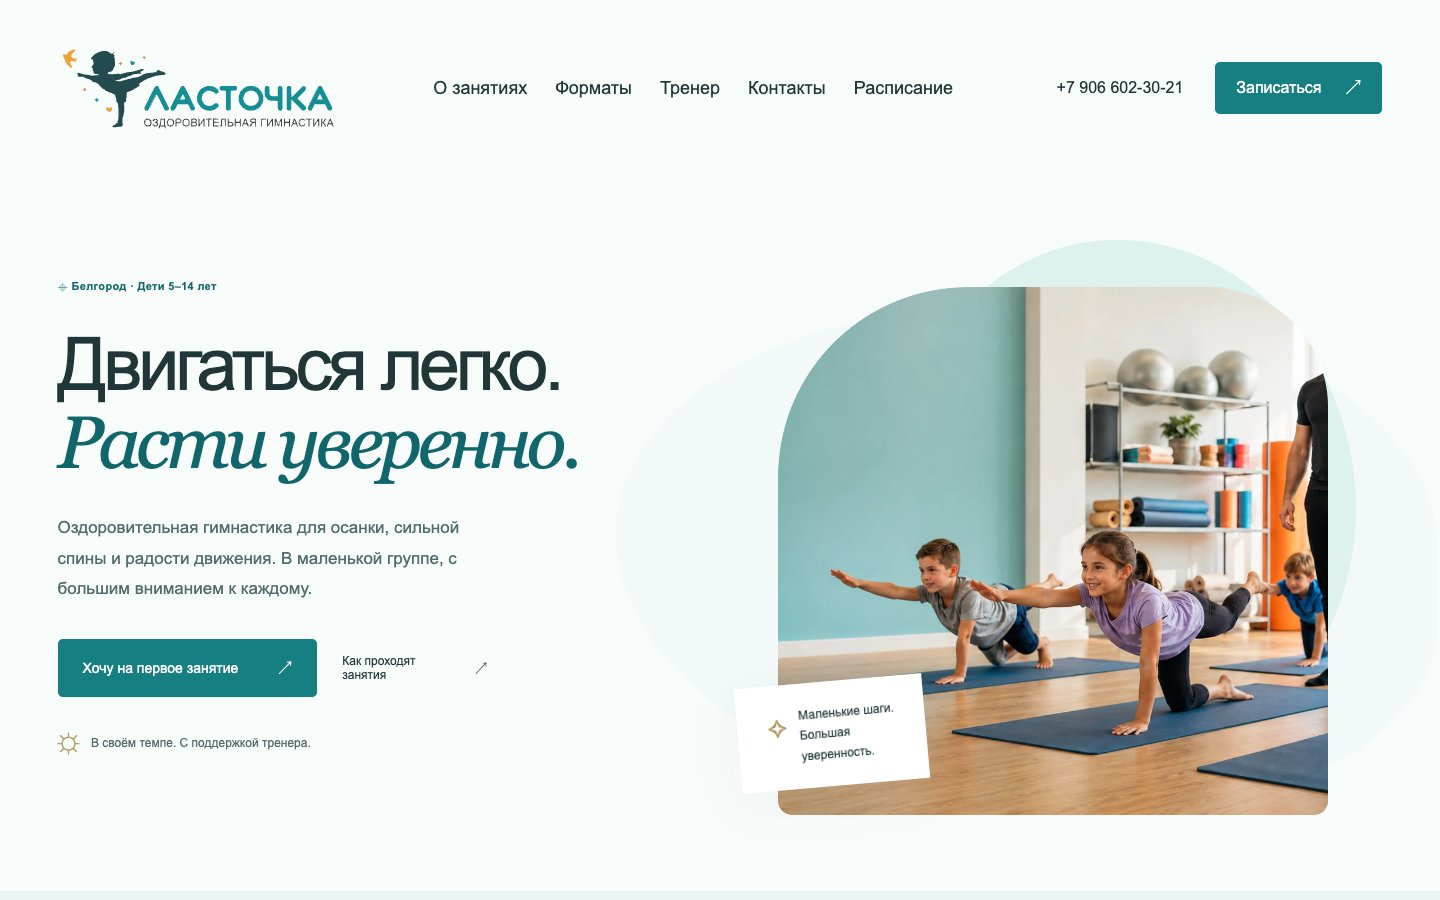 ЛАСТОЧКА
ОЗДОРОВИТЕЛЬНАЯ ГИМНАСТИКА
О занятиях
Форматы
Тренер
Контакты
Расписание
+7 906 602-30-21
Записаться
Белгород · Дети 5–14 лет
Двигаться легко.
Расти уверенно.
Оздоровительная гимнастика для осанки, сильной
спины и радости движения. В маленькой группе, с
большим вниманием к каждому.
Хочу на первое занятие
Как проходят
занятия
В своём темпе. С поддержкой тренера.
Маленькие шаги.
Большая
уверенность.